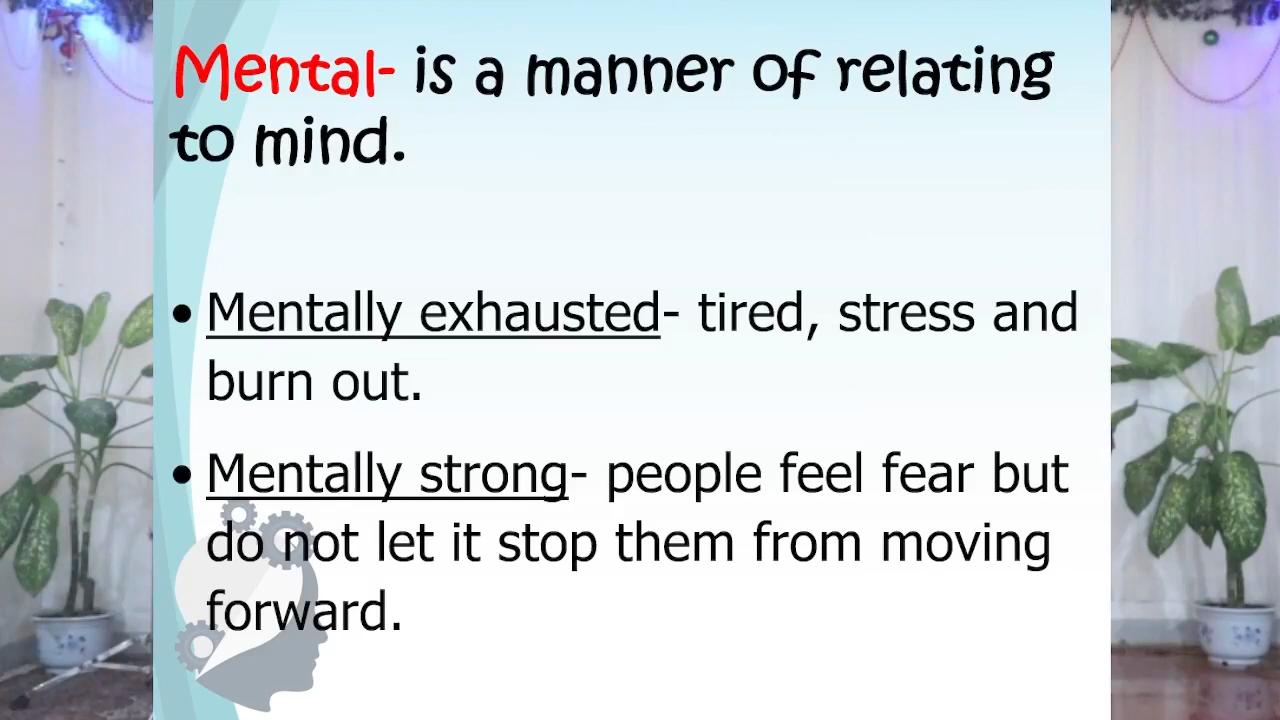 Mental- is a manner of relating
to mind.
• Mentally exhausted- tired, stress and
burn out.
• Mentally strong- people feel fear but
do not let it stop them from moving
forward.